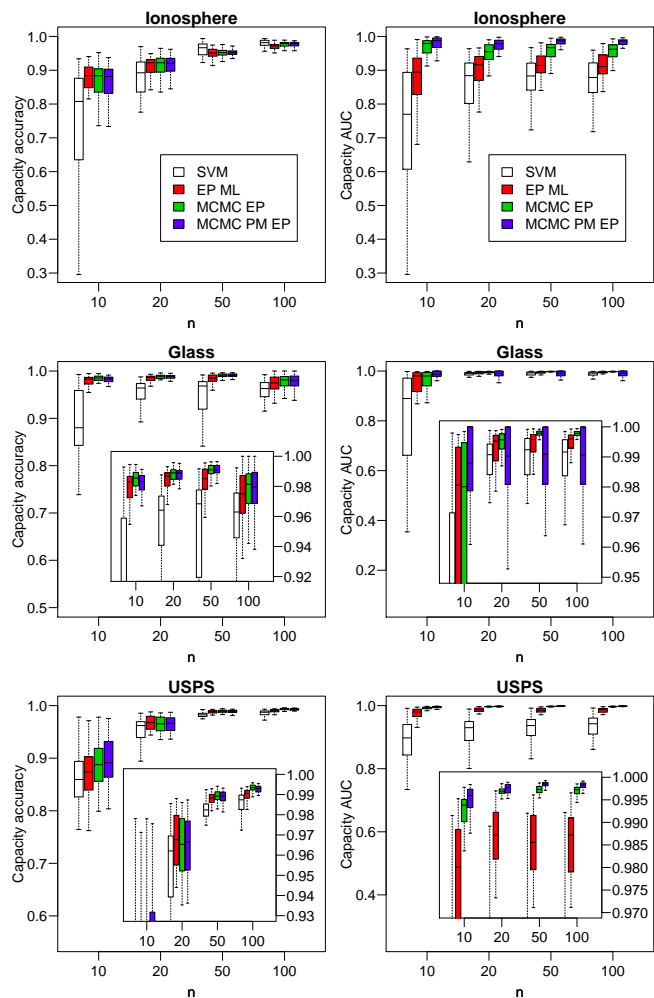 Ionosphere
Capacity accuracy
1.0
0.9
0.8
0.7
0.6
0.5
0.4
0.3
SVM
EP ML
MCMC EP
MCMC PM EP
10 20 50 100
n
Ionosphere
Capacity AUC
1.0
0.9
0.8
0.7
0.6
0.5
0.4
0.3
SVM
EP ML
MCMC EP
MCMC PM EP
10 20 50 100
n
Glass
Capacity accuracy
1.0
0.9
0.8
0.7
0.6
0.5
1.00
0.98
0.96
0.94
0.92
10 20 50 100
10 20 50 100
n
Glass
Capacity AUC
1.0
0.8
0.6
0.4
0.2
1.00
0.99
0.98
0.97
0.96
0.95
10 20 50 100
10 20 50 100
n
USPS
Capacity accuracy
1.0
0.9
0.8
0.7
0.6
1.00
0.99
0.98
0.97
0.96
0.95
0.94
0.93
10 20 50 100
10 20 50 100
n
USPS
Capacity AUC
1.0
0.8
0.6
0.4
1.000
0.995
0.990
0.985
0.980
0.975
0.970
10 20 50 100
10 20 50 100
n